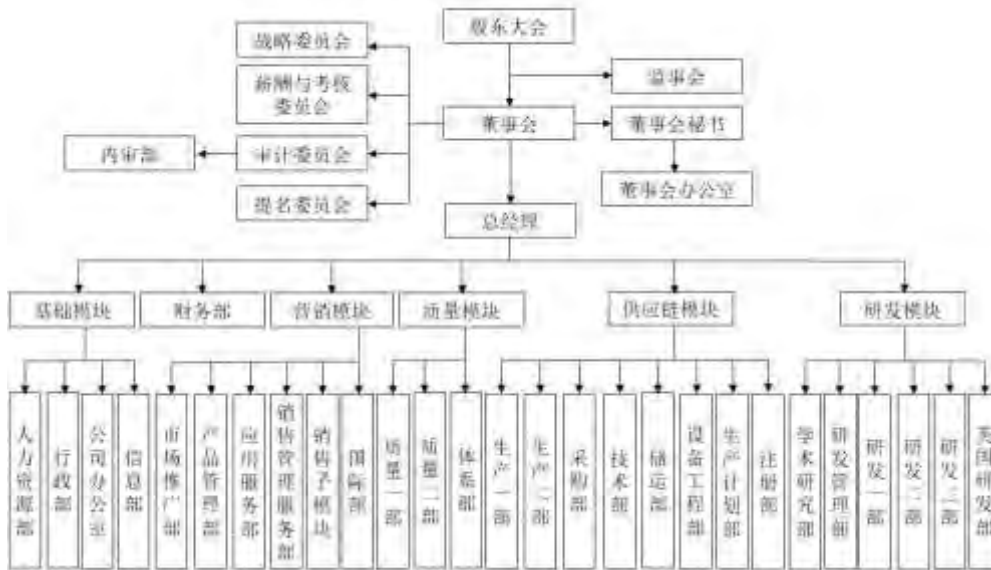 股东大会
战略委员会
监事会
薪酬与考核
委员会
董事会
董事会秘书
内审部
审计委员会
董事会办公室
提名委员会
总经理
基础模块
财务部
营销模块
质量模块
供应链模块
研发模块
人力资源部
行政部
公司办公室
信息部
市场推广部
产品管理部
应用服务部
销售管理服务部
销售子模块
国际部
质量一部
质量二部
体系部
生产一部
生产二部
采购部
技术部
储运部
设备工程部
生产计划部
注册部
学术研究部
研发管理部
研发一部
研发二部
研发三部
美国研发部